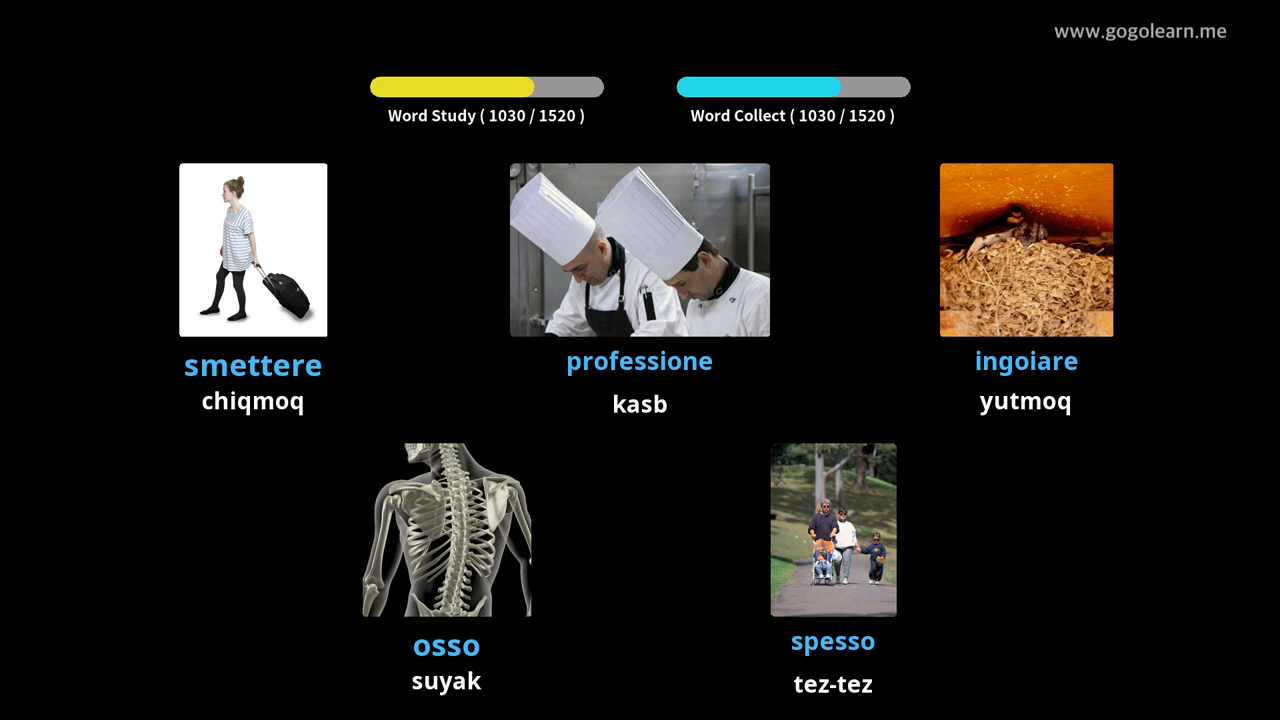 www.gogolearn.me
Word Study ( 1030 / 1520 )
Word Collect ( 1030 / 1520 )
smettere
chiqmoq
professione
kasb
ingoiare
yutmoq
osso
suyak
spesso
tez-tez